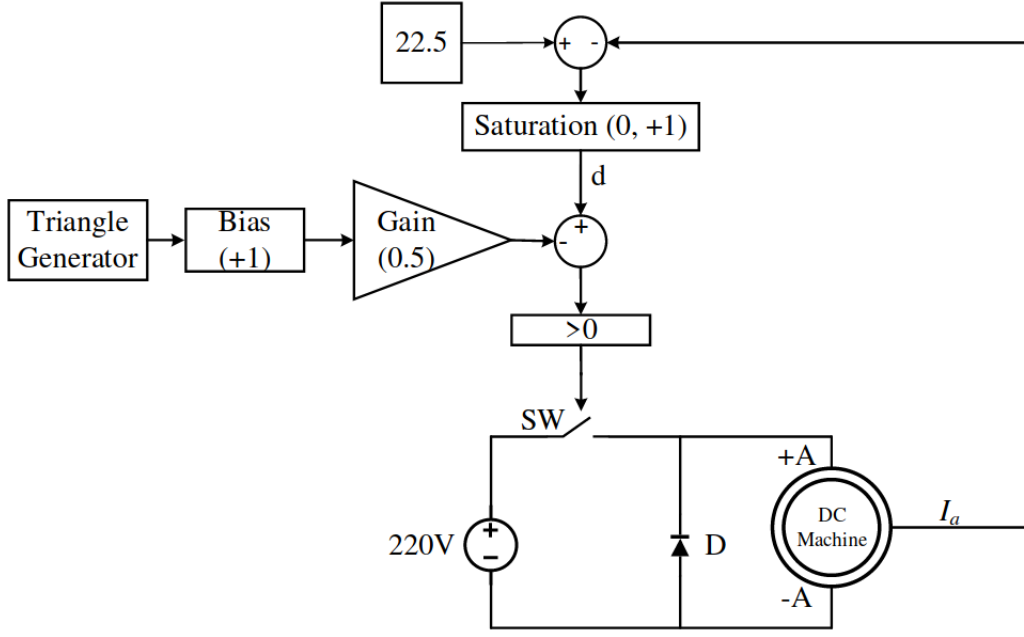 22.5
+ -
Saturation (0, +1)
d
Triangle
Generator
Bias
(+1)
Gain
(0.5)
+
-
>0
SW
+A
220V
+
-
D
DC
Machine
Ia
-A